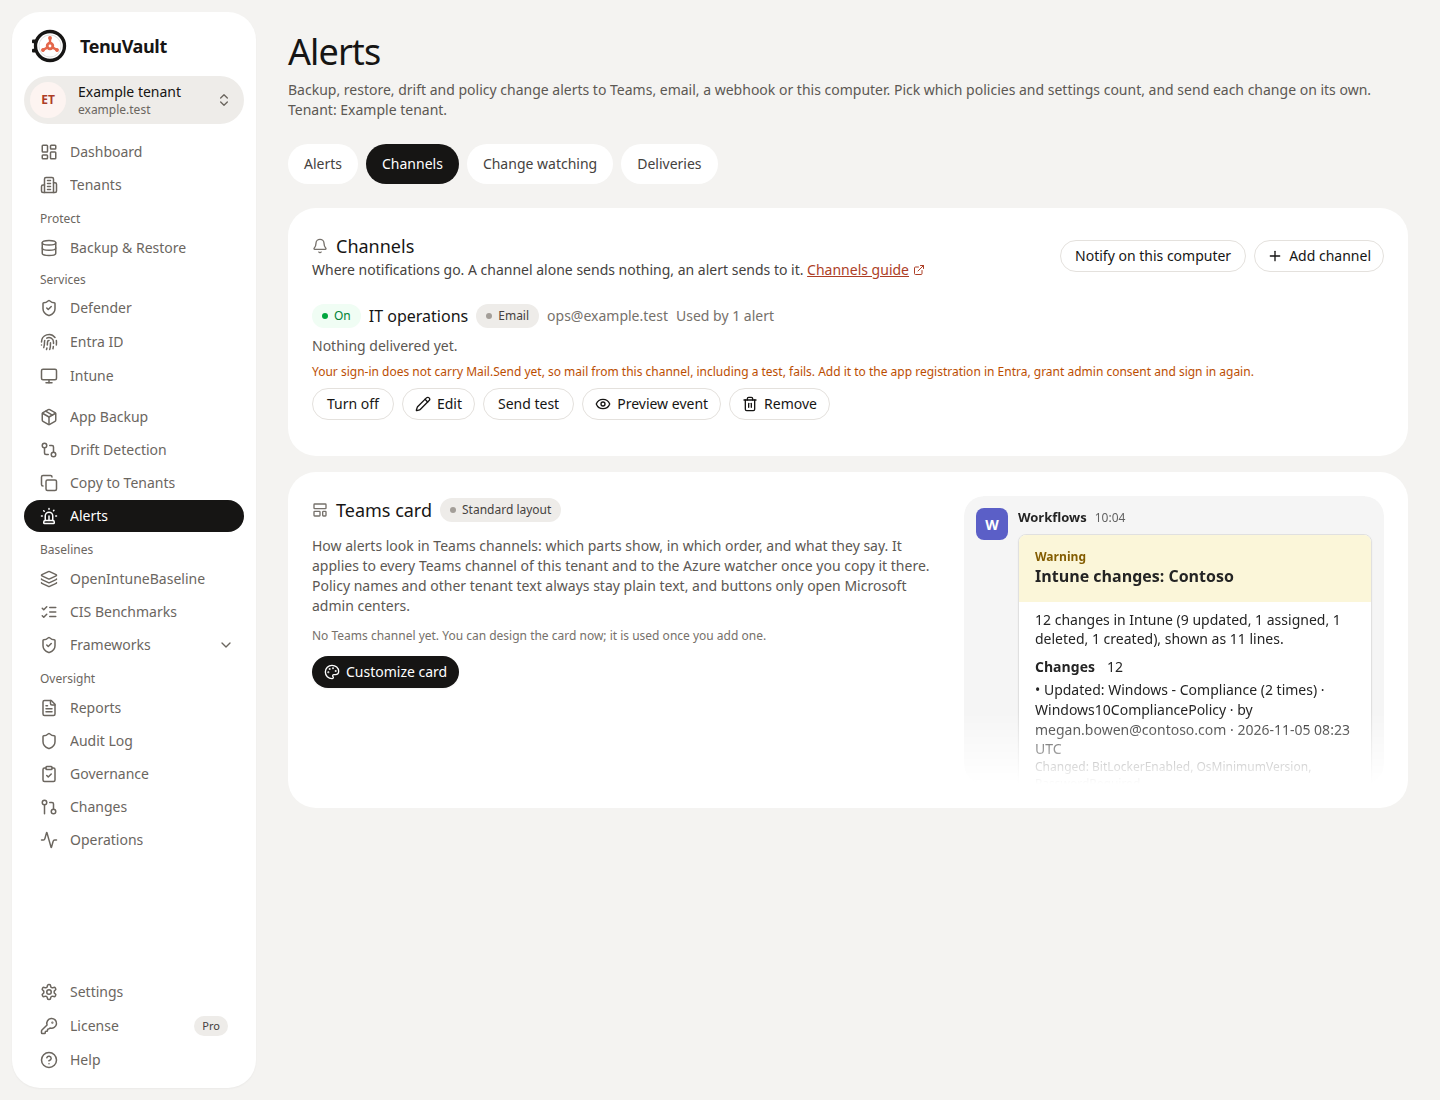 TenuVault
ET
Example tenant
example.test
Dashboard
Tenants
Protect
Backup & Restore
Services
Defender
Entra ID
Intune
App Backup
Drift Detection
Copy to Tenants
Alerts
Baselines
OpenIntuneBaseline
CIS Benchmarks
Frameworks
Oversight
Reports
Audit Log
Governance
Changes
Operations
Settings
License
Pro
Help
Alerts
Backup, restore, drift and policy change alerts to Teams, email, a webhook or this computer. Pick which policies and settings count, and send each change on its own.
Tenant: Example tenant.
Alerts
Channels
Change watching
Deliveries
Channels
Where notifications go. A channel alone sends nothing, an alert sends to it. Channels guide
Notify on this computer
Add channel
On
IT operations
Email
ops@example.test
Used by 1 alert
Nothing delivered yet.
Your sign-in does not carry Mail.Send yet, so mail from this channel, including a test, fails. Add it to the app registration in Entra, grant admin consent and sign in again.
Turn off
Edit
Send test
Preview event
Remove
Teams card
Standard layout
How alerts look in Teams channels: which parts show, in which order, and what they say. It
applies to every Teams channel of this tenant and to the Azure watcher once you copy it there.
Policy names and other tenant text always stay plain text, and buttons only open Microsoft
admin centers.
No Teams channel yet. You can design the card now; it is used once you add one.
Customize card
W
Workflows 10:04
Warning
Intune changes: Contoso
12 changes in Intune (9 updated, 1 assigned, 1
deleted, 1 created), shown as 11 lines.
Changes 12
• Updated: Windows - Compliance (2 times) ·
Windows10CompliancePolicy · by
megan.bowen@contoso.com · 2026-11-05 08:23
UTC
Changed: BitLockerEnabled, OsMinimumVersion,